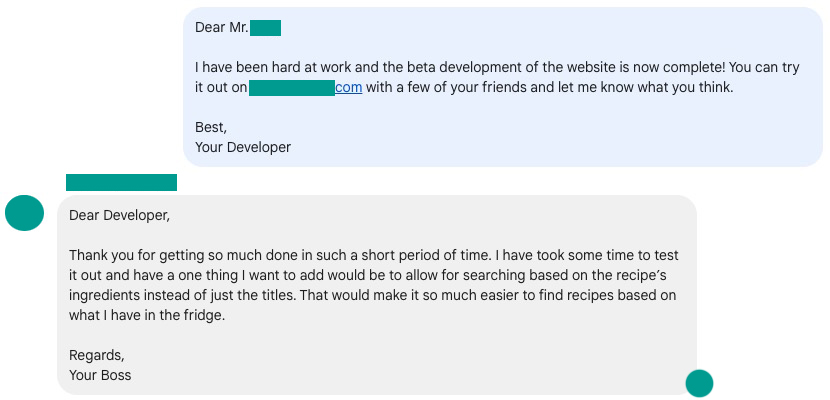 Dear Mr.
I have been hard at work and the beta development of the website is now complete! You can try
it out on com with a few of your friends and let me know what you think.
Best,
Your Developer
Dear Developer,
Thank you for getting so much done in such a short period of time. I have took some time to test
it out and have a one thing I want to add would be to allow for searching based on the recipe’s
ingredients instead of just the titles. That would make it so much easier to find recipes based on
what I have in the fridge.
Regards,
Your Boss